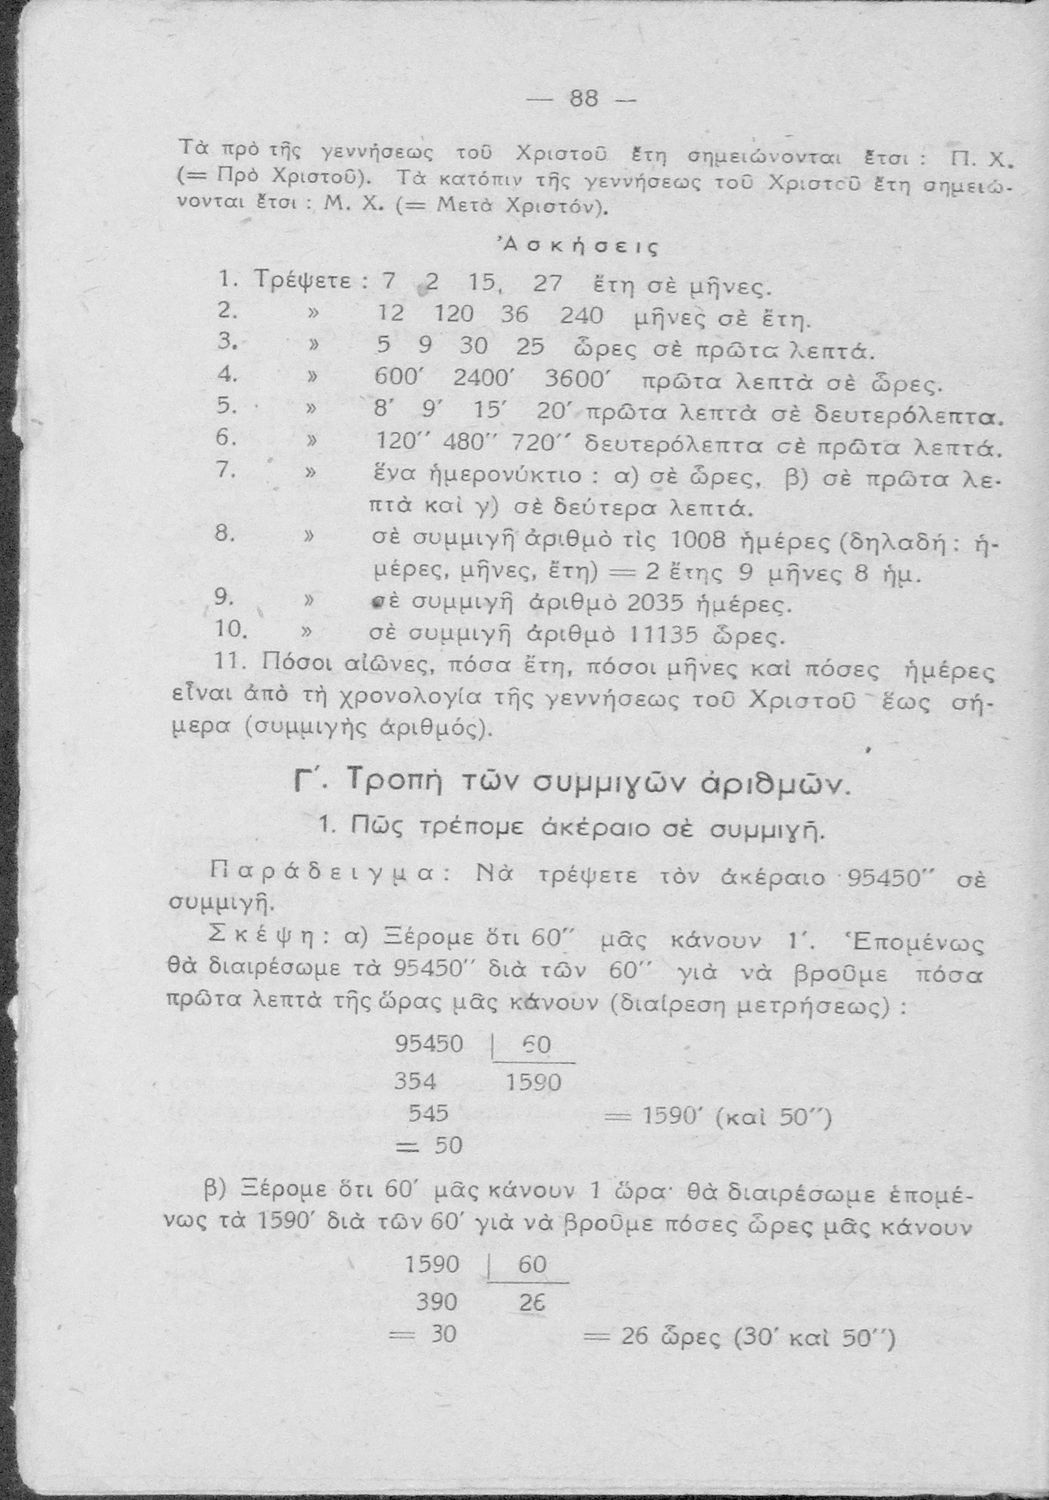 — 88 —
Τὰ πρὸ τῆς γεννήσεως τοῦ Χριστοῦ ἔτη σημειώνονται ἔτσι : Π. Χ.
(= Πρὸ Χριστοῦ). Τὰ κατόπιν τῆς γεννήσεως τοῦ Χριστοῦ ἔτη σημειώ-
νονται ἔτσι : Μ. Χ. (= Μετὰ Χριστόν).
Ἀσκήσεις
1. Τρέψετε : 7 2 15, 27 ἔτη σὲ μῆνες.
2. » 12 120 36 240 μῆνες σὲ ἔτη.
3. » 5 9 30 25 ὧρες σὲ πρῶτα λεπτά.
4. » 600′ 2400′ 3600′ πρῶτα λεπτὰ σὲ ὧρες.
5. » 8′ 9′ 15′ 20′ πρῶτα λεπτὰ σὲ δευτερόλεπτα.
6. » 120′′ 480′′ 720′′ δευτερόλεπτα σὲ πρῶτα λεπτά.
7. » ἕνα ἡμερονύκτιο : α) σὲ ὧρες, β) σὲ πρῶτα λε-
πτὰ καὶ γ) σὲ δεύτερα λεπτά.
8. » σὲ συμμιγῆ ἀριθμὸ τὶς 1008 ἡμέρες (δηλαδή : ἡ-
μέρες, μῆνες, ἔτη) = 2 ἔτης 9 μῆνες 8 ἡμ.
9. » σὲ συμμιγῆ ἀριθμὸ 2035 ἡμέρες.
10. » σὲ συμμιγῆ ἀριθμὸ 11135 ὧρες.
11. Πόσοι αἰῶνες, πόσα ἔτη, πόσοι μῆνες καὶ πόσες ἡμέρες
εἶναι ἀπὸ τὴ χρονολογία τῆς γεννήσεως τοῦ Χριστοῦ ἕως σή-
μερα (συμμιγὴς ἀριθμός).
Γ′. Τροπὴ τῶν συμμιγῶν ἀριθμῶν.
1. Πῶς τρέπομε ἀκέραιο σὲ συμμιγῆ.
Παράδειγμα : Νὰ τρέψετε τὸν ἀκέραιο 95450′′ σὲ
συμμιγῆ.
Σκέψη : α) Ξέρομε ὅτι 60′′ μᾶς κάνουν 1′. Ἑπομένως
θὰ διαιρέσωμε τὰ 95450′′ διὰ τῶν 60′′ γιὰ νὰ βροῦμε πόσα
πρῶτα λεπτὰ τῆς ὥρας μᾶς κάνουν (διαίρεση μετρήσεως) :
95450 | 60
354 1590
545 = 1590′ (καὶ 50′′)
= 50
β) Ξέρομε ὅτι 60′ μᾶς κάνουν 1 ὥρα· θὰ διαιρέσωμε ἑπομέ-
νως τὰ 1590′ διὰ τῶν 60′ γιὰ νὰ βροῦμε πόσες ὧρες μᾶς κάνουν
1590 | 60
390 26
= 30 = 26 ὧρες (30′ καὶ 50′′)